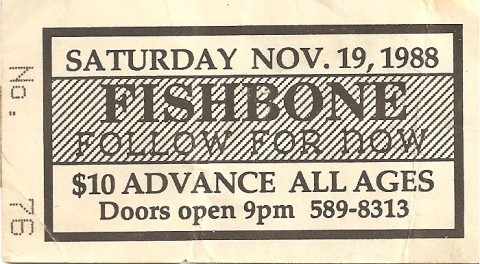 SATURDAY NOV. 19, 1988
FISHBONE
FOLLOW FOR NOW
$10 ADVANCE ALL AGES
Doors open 9pm 589-8313
No. 76